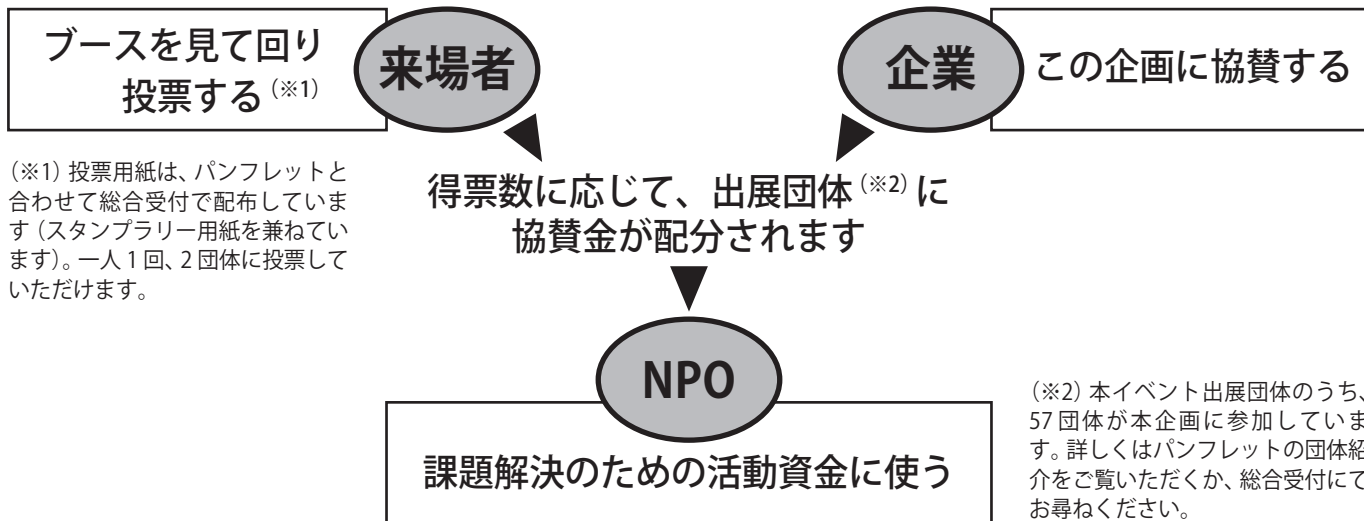 ブースを見て回り
投票する（※1）
来場者
企業
この企画に協賛する
（※1）投票用紙は、パンフレットと
合わせて総合受付で配布していま
す（スタンプラリー用紙を兼ねてい
ます）。一人1回、2団体に投票して
いただけます。
得票数に応じて、出展団体（※2）に
協賛金が配分されます
NPO
課題解決のための活動資金に使う
（※2）本イベント出展団体のうち、
57団体が本企画に参加していま
す。詳しくはパンフレットの団体紹
介をご覧いただくか、総合受付にて
お尋ねください。